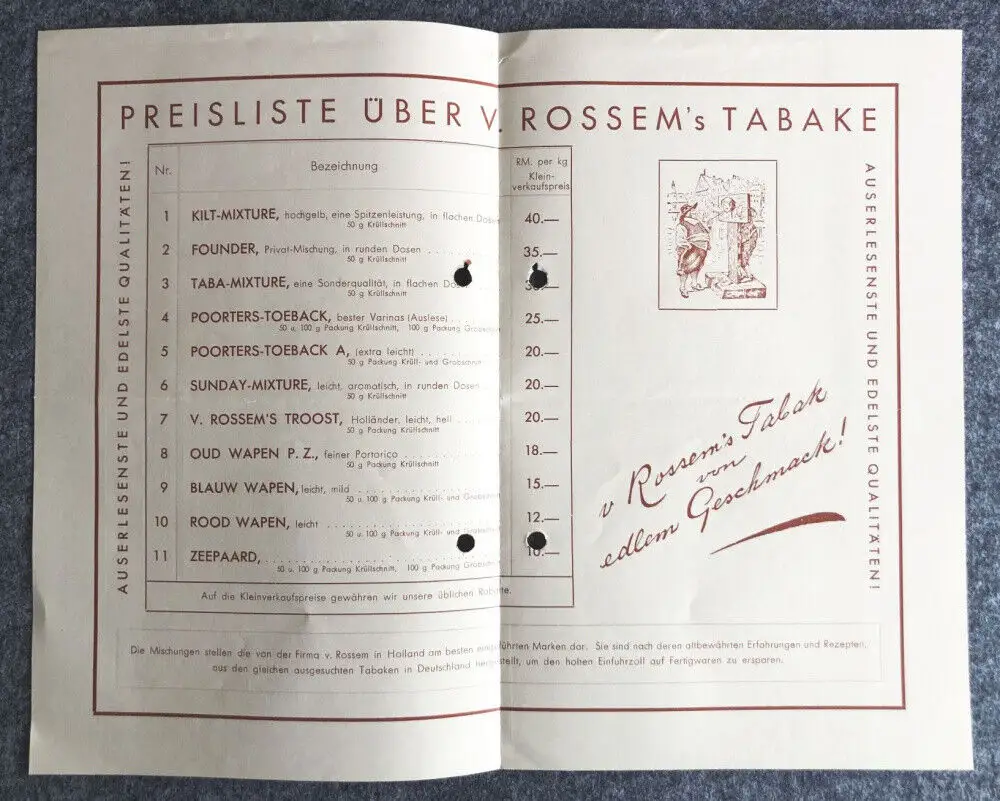 PREISLISTE ÜBER V. ROSSEM's TABAKE
AUSERLESENSTE UND EDELSTE QUALITÄTEN!
Nr. Bezeichnung RM. per kg
Klein-
verkaufspreis
1 KILT-MIXTURE, hochgelb, eine Spitzenleistung, in flachen Dosen 40.—
50 g Krüllschnitt
2 FOUNDER, Privat-Mischung, in runden Dosen . . . . . . 35.—
50 g Krüllschnitt
3 TABA-MIXTURE, eine Sonderqualität, in flachen
50 g Krüllschnitt
4 POORTERS-TOEBACK, bester Varinas (Auslese) . . . 25.—
50 u. 100 g Packung Krüllschnitt, 100 g Packung Grobschnitt
5 POORTERS-TOEBACK A, (extra leicht) . . . . . . . . 20.—
50 g Packung Krüll- und Grobschnitt
6 SUNDAY-MIXTURE, leicht, aromatisch, in runden Dosen . . 20.—
50 g Krüllschnitt
7 V. ROSSEM'S TROOST, Holländer, leicht, hell . . . . 20.—
50 g Packung Krüllschnitt
8 OUD WAPEN P. Z., feiner Portorico . . . . . . . . 18.—
50 g Packung Krüllschnitt
9 BLAUW WAPEN, leicht, mild . . . . . . . . . . . . 15.—
50 u. 100 g Packung Krüll- und Grobschnitt
10 ROOD WAPEN, leicht . . . . . . . . . . . . . . . 12.—
50 u. 100 g Packung Krüll- und Grobschnitt
11 ZEEPAARD, . . . . . . . . . . . . . . . . . . . 10.—
50 u. 100 g Packung Krüllschnitt, 100 g Packung Grobschnitt
Auf die Kleinverkaufspreise gewähren wir unsere üblichen Rabatte.
v Rossem's Tabak
von
edlem Geschmack!
AUSERLESENSTE UND EDELSTE QUALITÄTEN!
Die Mischungen stellen die von der Firma v. Rossem in Holland am besten eingeführten Marken dar. Sie sind nach deren altbewährten Erfahrungen und Rezepten,
aus den gleichen ausgesuchten Tabaken in Deutschland hergestellt, um den hohen Einfuhrzoll auf Fertigwaren zu ersparen.